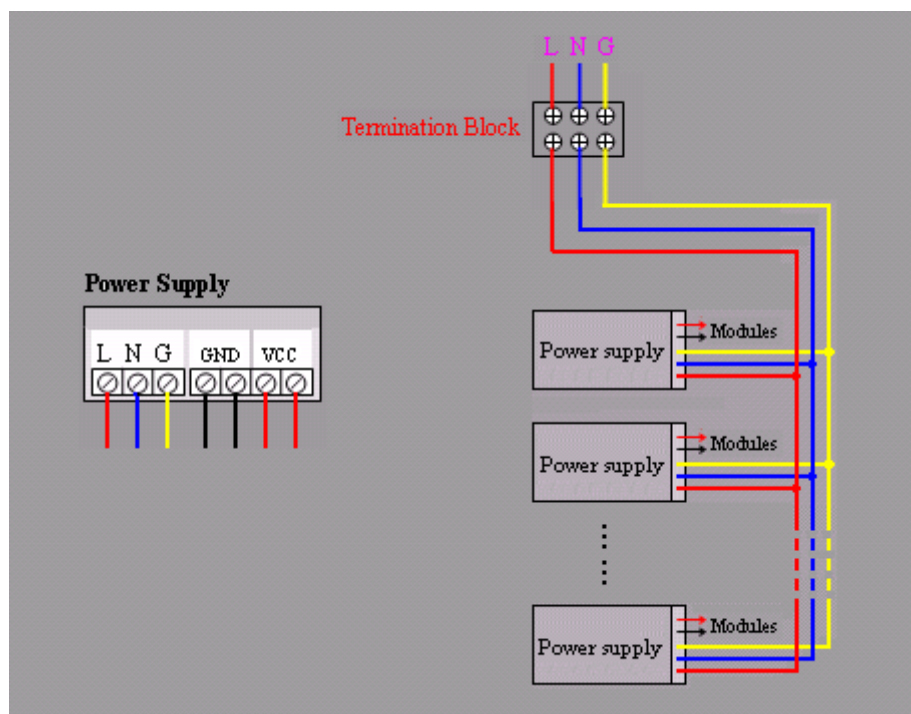 L N G
Termination Block
Power Supply
L N G GND VCC
Power supply
Modules
Power supply
Modules
Power supply
Modules